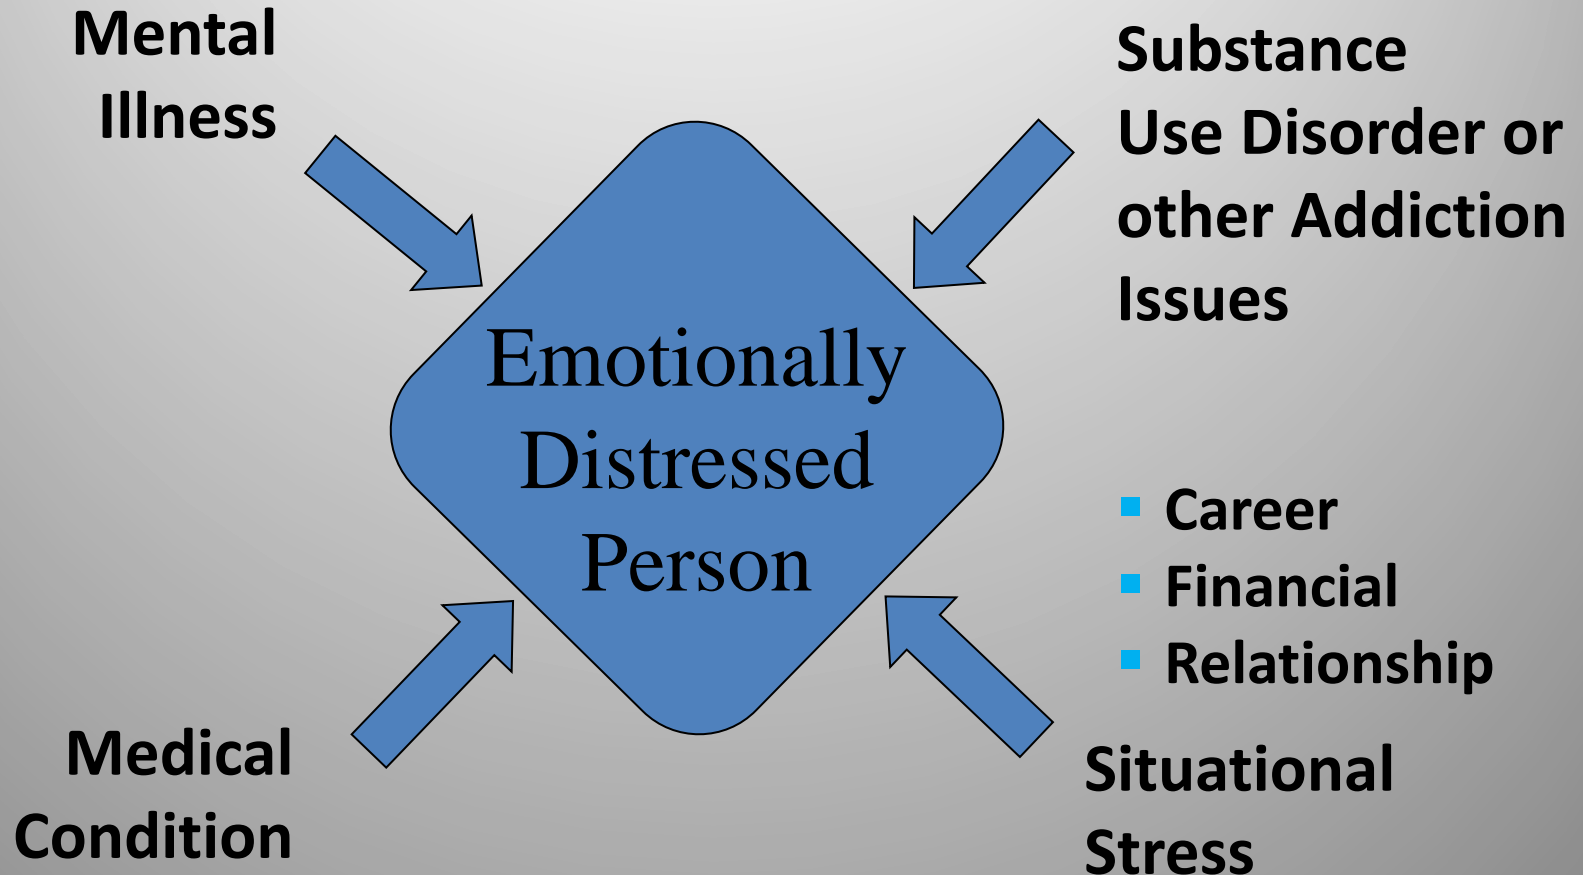 Mental
Illness
Substance
Use Disorder or
other Addiction
Issues
Emotionally
Distressed
Person
Career
Financial
Relationship
Medical
Condition
Situational
Stress